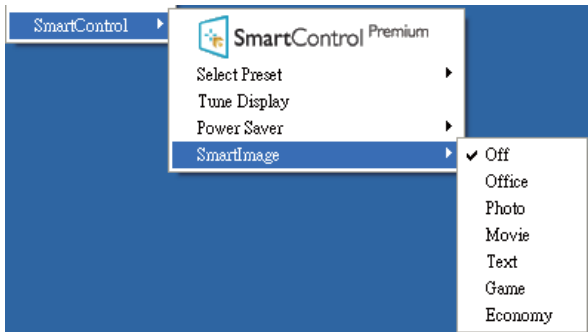 SmartControl
SmartControl Premium
Select Preset
Tune Display
Power Saver
SmartImage
Off
Office
Photo
Movie
Text
Game
Economy